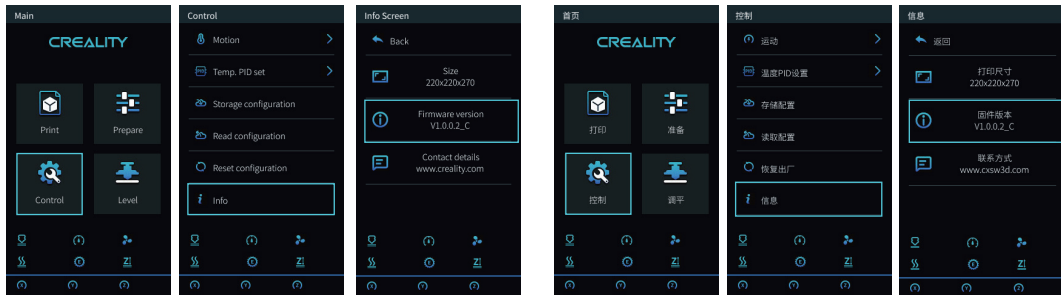 Main
CREALITY
Print
Prepare
Control
Level
Control
Motion
Temp. PID set
Storage configuration
Read configuration
Reset configuration
Info
Info Screen
Back
Size
220x220x270
Firmware version
V1.0.0.2_C
Contact details
www.creality.com
首页
CREALITY
打印
准备
控制
调平
控制
运动
温度PID设置
存储配置
读取配置
恢复出厂
信息
信息
返回
打印尺寸
220x220x270
固件版本
V1.0.0.2_C
联系方式
www.cxsw3d.com